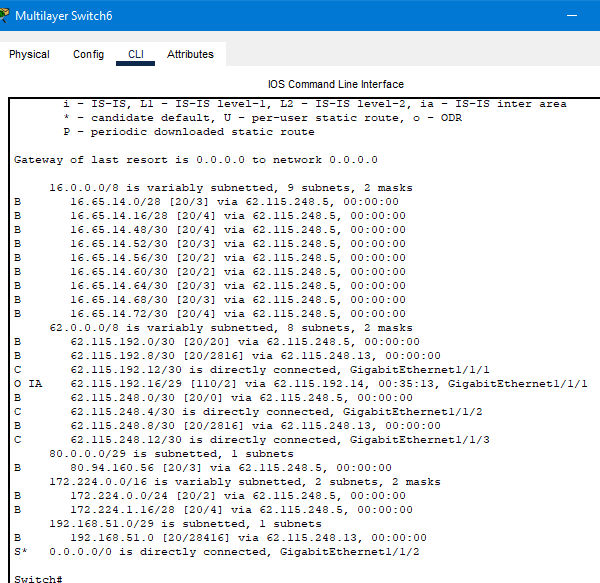 Multilayer Switch6
Physical Config CLI Attributes
IOS Command Line Interface
i - IS-IS, L1 - IS-IS level-1, L2 - IS-IS level-2, ia - IS-IS inter area
* - candidate default, U - per-user static route, o - ODR
P - periodic downloaded static route
Gateway of last resort is 0.0.0.0 to network 0.0.0.0
16.0.0.0/8 is variably subnetted, 9 subnets, 2 masks
B 16.65.14.0/28 [20/3] via 62.115.248.5, 00:00:00
B 16.65.14.16/28 [20/4] via 62.115.248.5, 00:00:00
B 16.65.14.48/30 [20/4] via 62.115.248.5, 00:00:00
B 16.65.14.52/30 [20/3] via 62.115.248.5, 00:00:00
B 16.65.14.56/30 [20/2] via 62.115.248.5, 00:00:00
B 16.65.14.60/30 [20/2] via 62.115.248.5, 00:00:00
B 16.65.14.64/30 [20/3] via 62.115.248.5, 00:00:00
B 16.65.14.68/30 [20/3] via 62.115.248.5, 00:00:00
B 16.65.14.72/30 [20/4] via 62.115.248.5, 00:00:00
62.0.0.0/8 is variably subnetted, 8 subnets, 2 masks
B 62.115.192.0/30 [20/20] via 62.115.248.5, 00:00:00
B 62.115.192.8/30 [20/2816] via 62.115.248.13, 00:00:00
C 62.115.192.12/30 is directly connected, GigabitEthernet1/1/1
O IA 62.115.192.16/29 [110/2] via 62.115.192.14, 00:35:13, GigabitEthernet1/1/1
B 62.115.248.0/30 [20/0] via 62.115.248.5, 00:00:00
C 62.115.248.4/30 is directly connected, GigabitEthernet1/1/2
B 62.115.248.8/30 [20/2816] via 62.115.248.13, 00:00:00
C 62.115.248.12/30 is directly connected, GigabitEthernet1/1/3
80.0.0.0/29 is subnetted, 1 subnets
B 80.94.160.56 [20/3] via 62.115.248.5, 00:00:00
172.224.0.0/16 is variably subnetted, 2 subnets, 2 masks
B 172.224.0.0/24 [20/2] via 62.115.248.5, 00:00:00
B 172.224.1.16/28 [20/4] via 62.115.248.5, 00:00:00
192.168.51.0/29 is subnetted, 1 subnets
B 192.168.51.0 [20/28416] via 62.115.248.13, 00:00:00
S* 0.0.0.0/0 is directly connected, GigabitEthernet1/1/2
Switch#